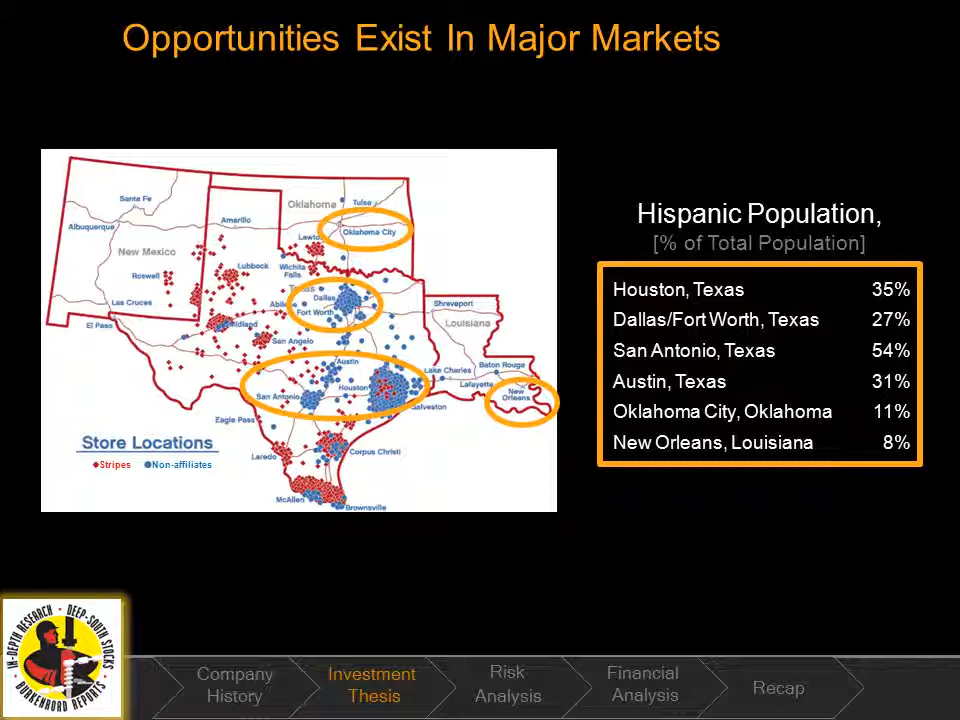 Opportunities Exist In Major Markets
Santa Fe
Albuquerque
New Mexico
Roswell
Las Cruces
El Paso
Amarillo
Oklahoma
Tulsa
Oklahoma City
Lawton
Lubbock
Wichita
Falls
Texas
Dallas
Fort Worth
Midland
San Angelo
Shreveport
Louisiana
Austin
Houston
San Antonio
Lake Charles
Baton Rouge
Lafayette
New
Orleans
Galveston
Eagle Pass
Laredo
Corpus Christi
McAllen
Brownsville
Store Locations
Stripes Non-affiliates
Hispanic Population,
[% of Total Population]
Houston, Texas 35%
Dallas/Fort Worth, Texas 27%
San Antonio, Texas 54%
Austin, Texas 31%
Oklahoma City, Oklahoma 11%
New Orleans, Louisiana 8%
IN-DEPTH RESEARCH • DEEP-SOUTH STOCKS
BURKENROAD REPORTS
Company
History
Investment
Thesis
Risk
Analysis
Financial
Analysis
Recap